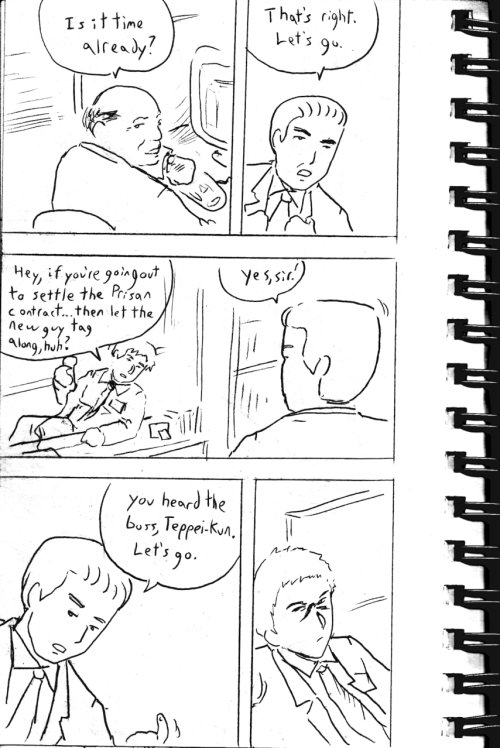 Is it time
already?
That's right.
Let's go.
Hey, if you're going out
to settle the Prisan
contract...then let the
new guy tag
along, huh?
Yes, sir!
You heard the
boss, Teppei-Kun.
Let's go.